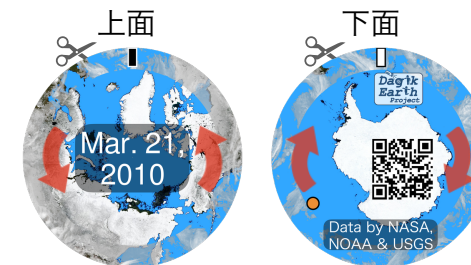 上面
下面
Mar. 21,
2010
Dagik
Earth
Project
Data by NASA,
NOAA & USGS